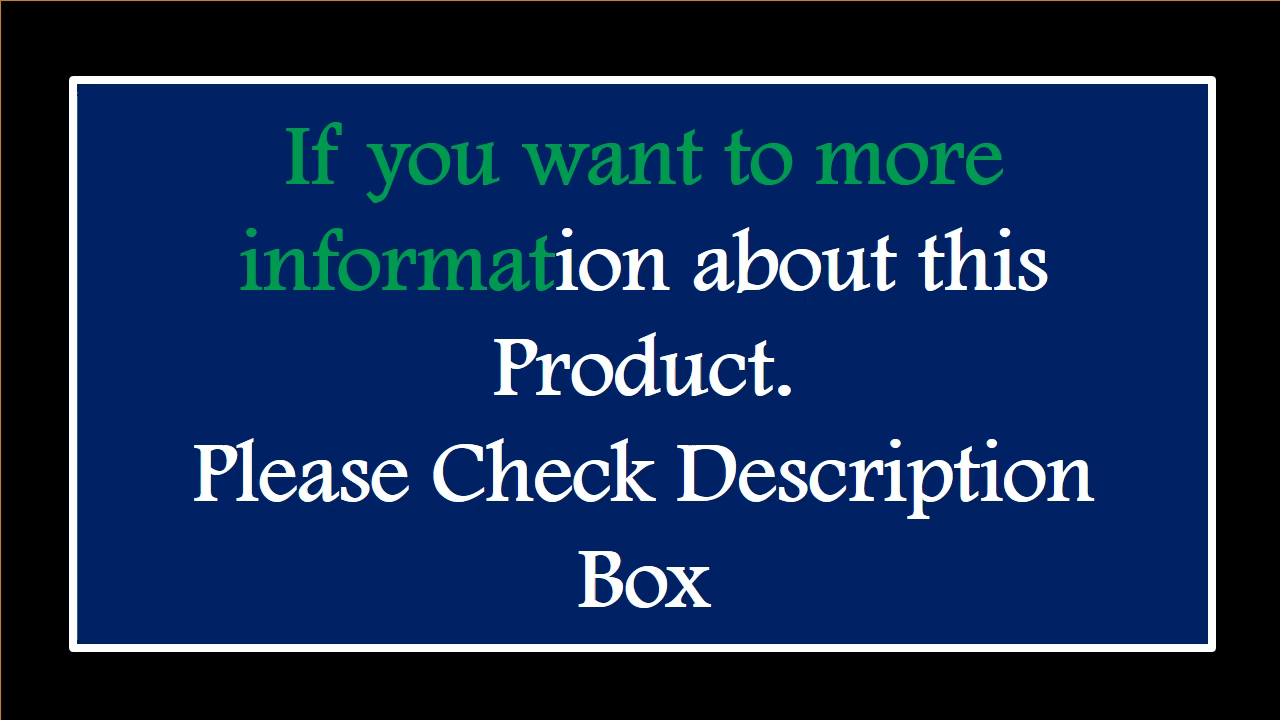 If you want to more
information about this
Product.
Please Check Description
Box